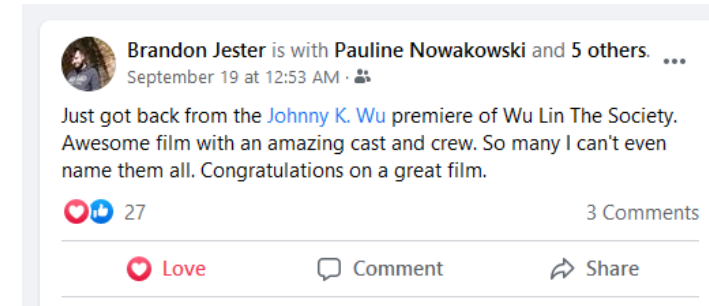 Brandon Jester is with Pauline Nowakowski and 5 others.
September 19 at 12:53 AM ·
Just got back from the Johnny K. Wu premiere of Wu Lin The Society.
Awesome film with an amazing cast and crew. So many I can't even
name them all. Congratulations on a great film.
27 3 Comments
Love Comment Share